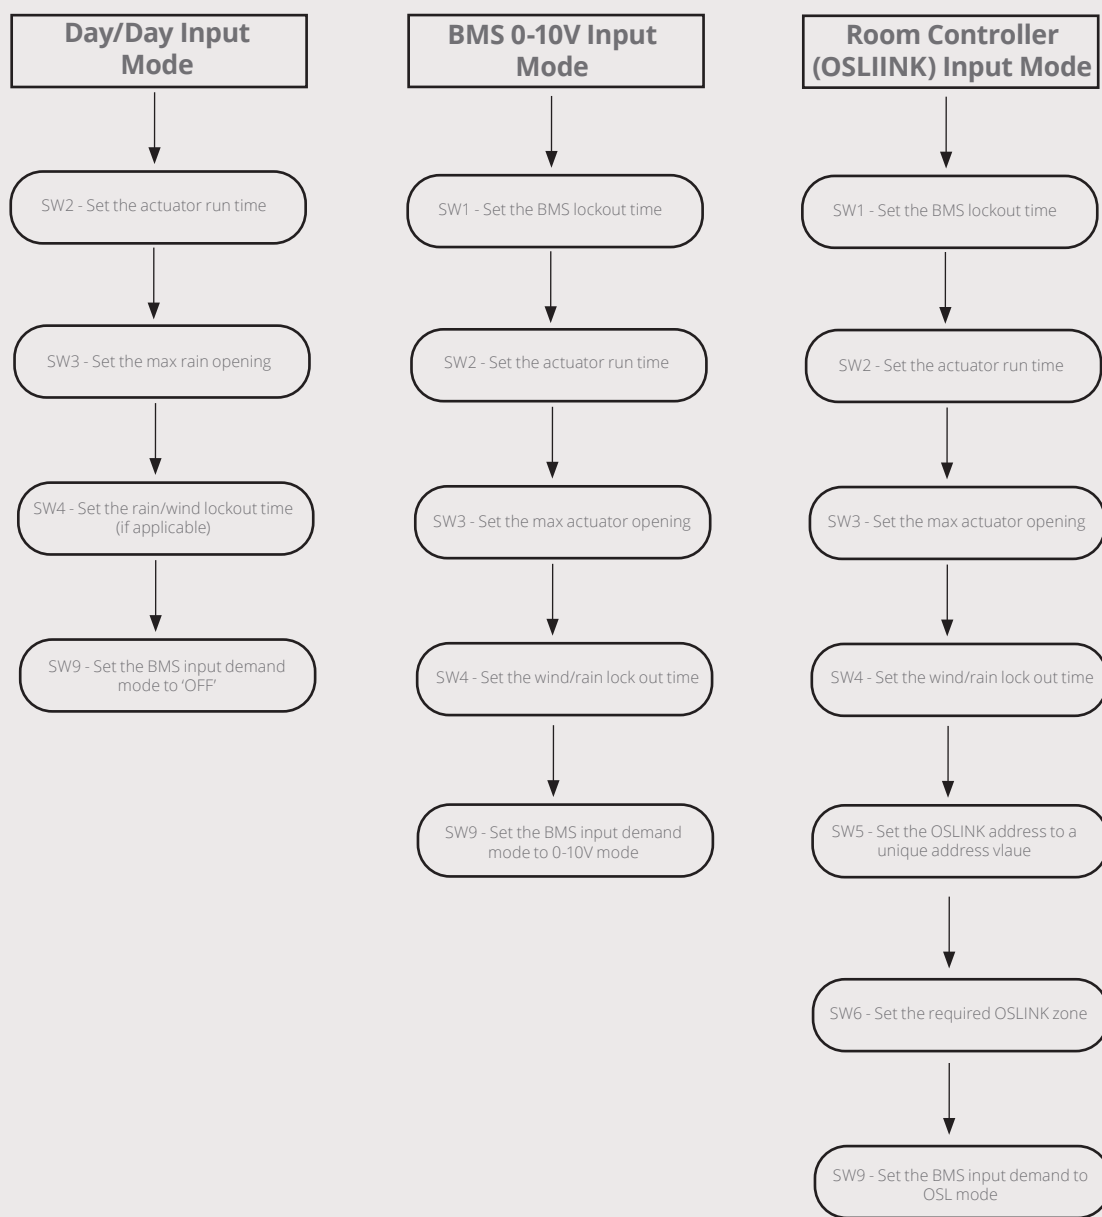 Day/Day Input
Mode
SW2 - Set the actuator run time
SW3 - Set the max rain opening
SW4 - Set the rain/wind lockout time
(if applicable)
SW9 - Set the BMS input demand
mode to ‘OFF’
BMS 0-10V Input
Mode
SW1 - Set the BMS lockout time
SW2 - Set the actuator run time
SW3 - Set the max actuator opening
SW4 - Set the wind/rain lock out time
SW9 - Set the BMS input demand
mode to 0-10V mode
Room Controller
(OSLIINK) Input Mode
SW1 - Set the BMS lockout time
SW2 - Set the actuator run time
SW3 - Set the max actuator opening
SW4 - Set the wind/rain lock out time
SW5 - Set the OSLINK address to a
unique address vlaue
SW6 - Set the required OSLINK zone
SW9 - Set the BMS input demand to
OSL mode